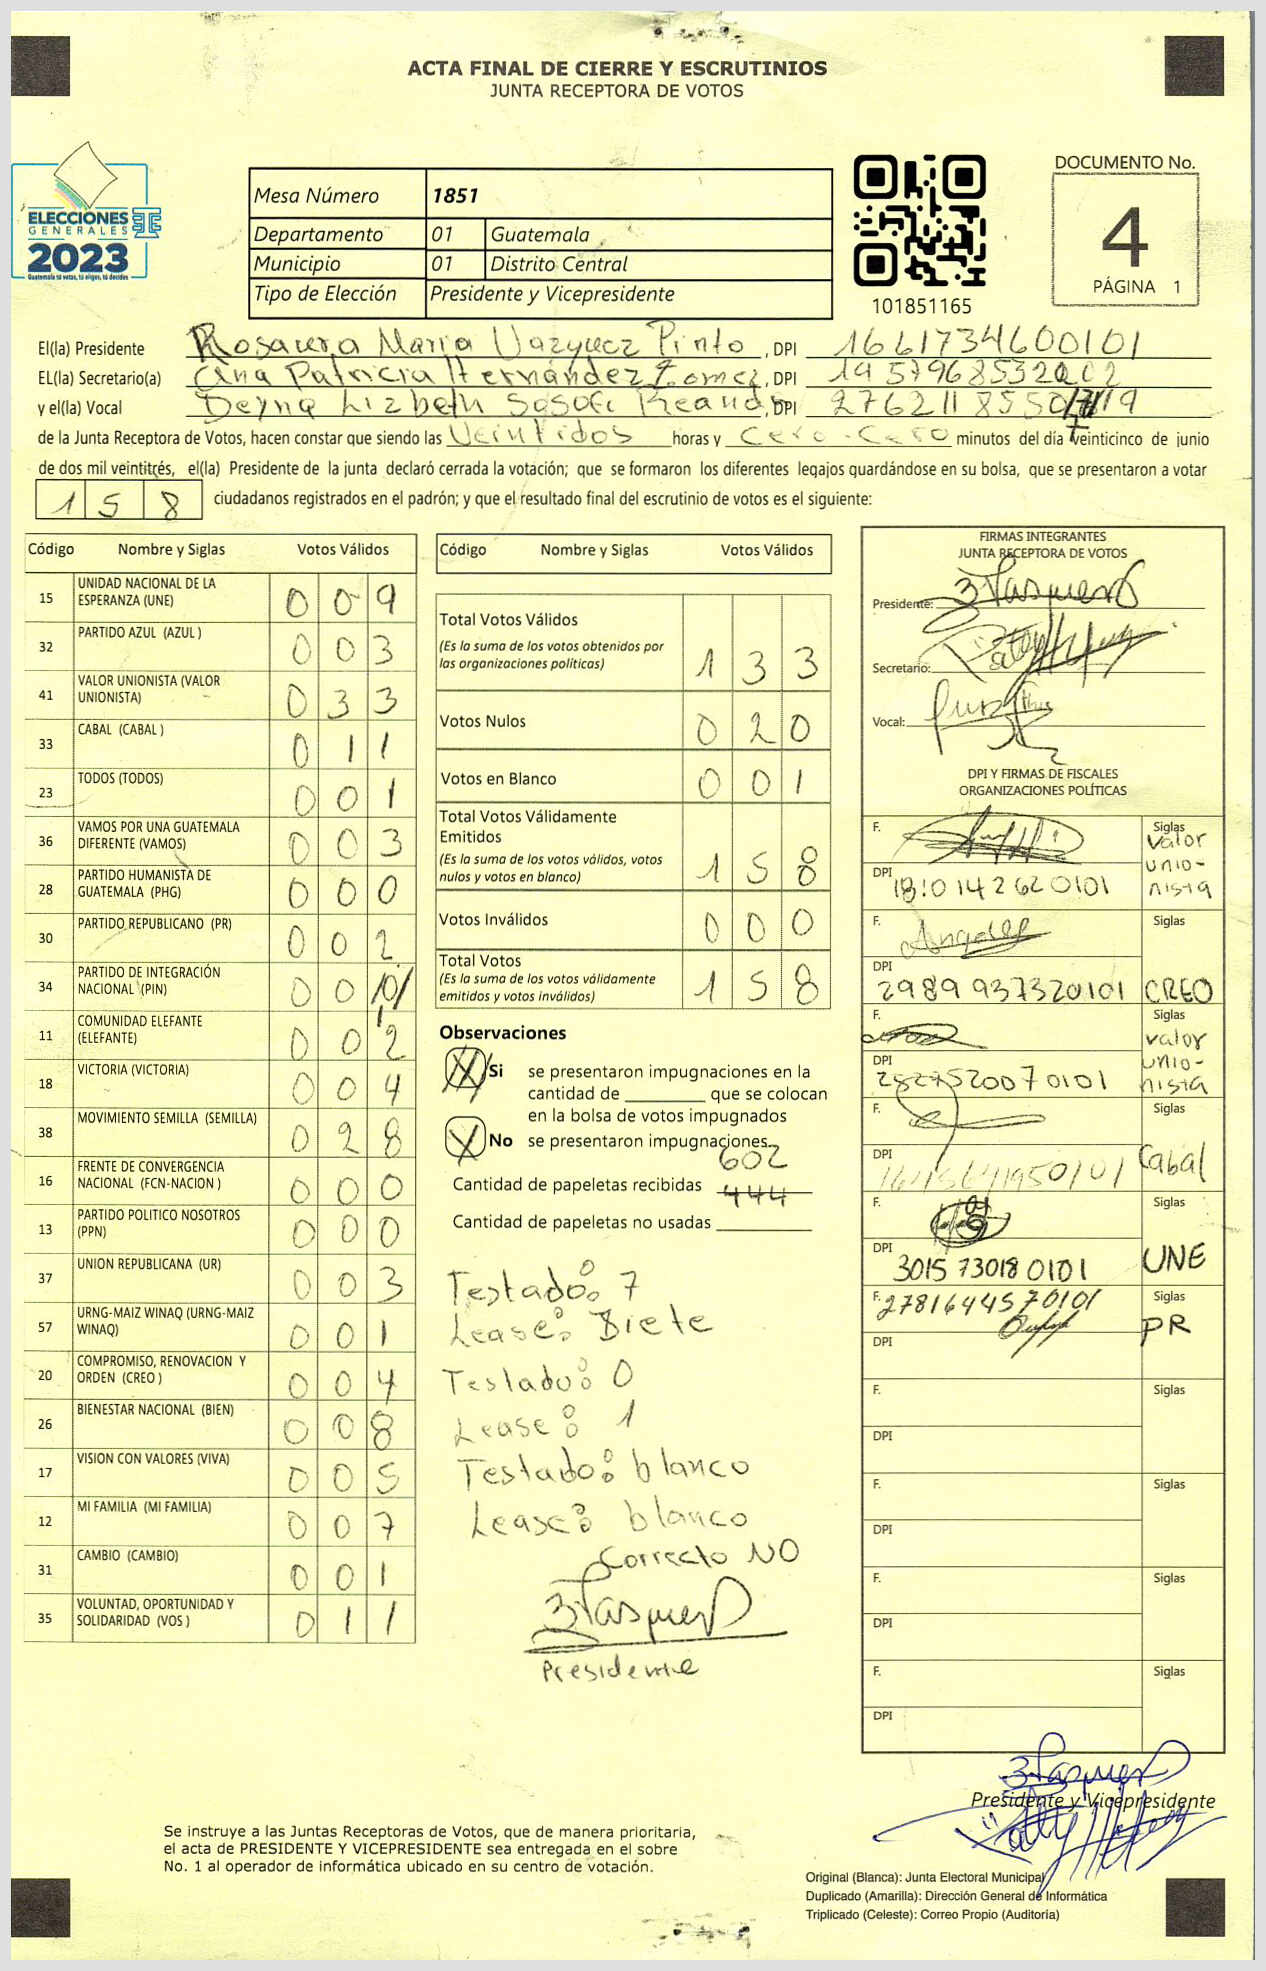 ACTA FINAL DE CIERRE Y ESCRUTINIOS
JUNTA RECEPTORA DE VOTOS
ELECCIONES
GENERALES
2023
Guatemala tú votas, tú eliges, tú decides
Mesa Número 1851
Departamento 01 Guatemala
Municipio 01 Distrito Central
Tipo de Elección Presidente y Vicepresidente
101851165
DOCUMENTO No.
4
PÁGINA 1
El(la) Presidente Rosaura Maria Vazquez Pinto, DPI 1661734600101
EL(la) Secretario(a) Ana Patricia Hernández Gomez, DPI 1957968532202
y el(la) Vocal Lizbeth, DPI
de la Junta Receptora de Votos, hacen constar que siendo las Veintidos horas y Cero-Cero minutos del día veinticinco de junio
de dos mil veintitrés, el(la) Presidente de la junta declaró cerrada la votación; que se formaron los diferentes legajos guardándose en su bolsa, que se presentaron a votar
158 ciudadanos registrados en el padrón; y que el resultado final del escrutinio de votos es el siguiente:
Código Nombre y Siglas Votos Válidos
15 UNIDAD NACIONAL DE LA ESPERANZA (UNE) 0 0 9
32 PARTIDO AZUL (AZUL ) 0 0 3
41 VALOR UNIONISTA (VALOR UNIONISTA) 0 3 3
33 CABAL (CABAL ) 0 1 1
23 TODOS (TODOS) 0 0 1
36 VAMOS POR UNA GUATEMALA DIFERENTE (VAMOS) 0 0 3
28 PARTIDO HUMANISTA DE GUATEMALA (PHG) 0 0 0
30 PARTIDO REPUBLICANO (PR) 0 0 2
34 PARTIDO DE INTEGRACIÓN NACIONAL (PIN) 0 0 1
11 COMUNIDAD ELEFANTE (ELEFANTE) 0 0 2
18 VICTORIA (VICTORIA) 0 0 4
38 MOVIMIENTO SEMILLA (SEMILLA) 0 2 8
16 FRENTE DE CONVERGENCIA NACIONAL (FCN-NACION ) 0 0 0
13 PARTIDO POLITICO NOSOTROS (PPN) 0 0 0
37 UNION REPUBLICANA (UR) 0 0 3
57 URNG-MAIZ WINAQ (URNG-MAIZ WINAQ) 0 0 1
20 COMPROMISO, RENOVACION Y ORDEN (CREO ) 0 0 4
26 BIENESTAR NACIONAL (BIEN) 0 0 8
17 VISION CON VALORES (VIVA) 0 0 5
12 MI FAMILIA (MI FAMILIA) 0 0 7
31 CAMBIO (CAMBIO) 0 0 1
35 VOLUNTAD, OPORTUNIDAD Y SOLIDARIDAD (VOS ) 0 1 1
Código Nombre y Siglas Votos Válidos
Total Votos Válidos
(Es la suma de los votos obtenidos por
las organizaciones políticas) 1 3 3
Votos Nulos 0 2 0
Votos en Blanco 0 0 1
Total Votos Válidamente
Emitidos
(Es la suma de los votos válidos, votos
nulos y votos en blanco) 1 5 8
Votos Inválidos 0 0 0
Total Votos
(Es la suma de los votos válidamente
emitidos y votos inválidos) 1 5 8
Observaciones
Si se presentaron impugnaciones en la
cantidad de ________ que se colocan
en la bolsa de votos impugnados
No se presentaron impugnaciones
602
Cantidad de papeletas recibidas 444
Cantidad de papeletas no usadas
Testado: 7
Lease: Siete
Testado: 0
Lease: 1
Testado: blanco
Lease: blanco
Correcto NO
Presidente
FIRMAS INTEGRANTES
JUNTA RECEPTORA DE VOTOS
Presidente:
Secretario:
Vocal:
DPI Y FIRMAS DE FISCALES
ORGANIZACIONES POLÍTICAS
F. Siglas
valor
unio-
nista
DPI 1810142620101
F. Angeles Siglas
DPI 2989937320101 CREO
F. Siglas
valor
unio-
nista
DPI
F. Siglas
DPI Cabal
F. Siglas
DPI 3015730180101 UNE
F. 2781644570101 Siglas
DPI PR
F. Siglas
DPI
F. Siglas
DPI
F. Siglas
DPI
F. Siglas
DPI
Presidente y Vicepresidente
Se instruye a las Juntas Receptoras de Votos, que de manera prioritaria,
el acta de PRESIDENTE Y VICEPRESIDENTE sea entregada en el sobre
No. 1 al operador de informática ubicado en su centro de votación.
Original (Blanca): Junta Electoral Municipal
Duplicado (Amarilla): Dirección General de Informática
Triplicado (Celeste): Correo Propio (Auditoría)